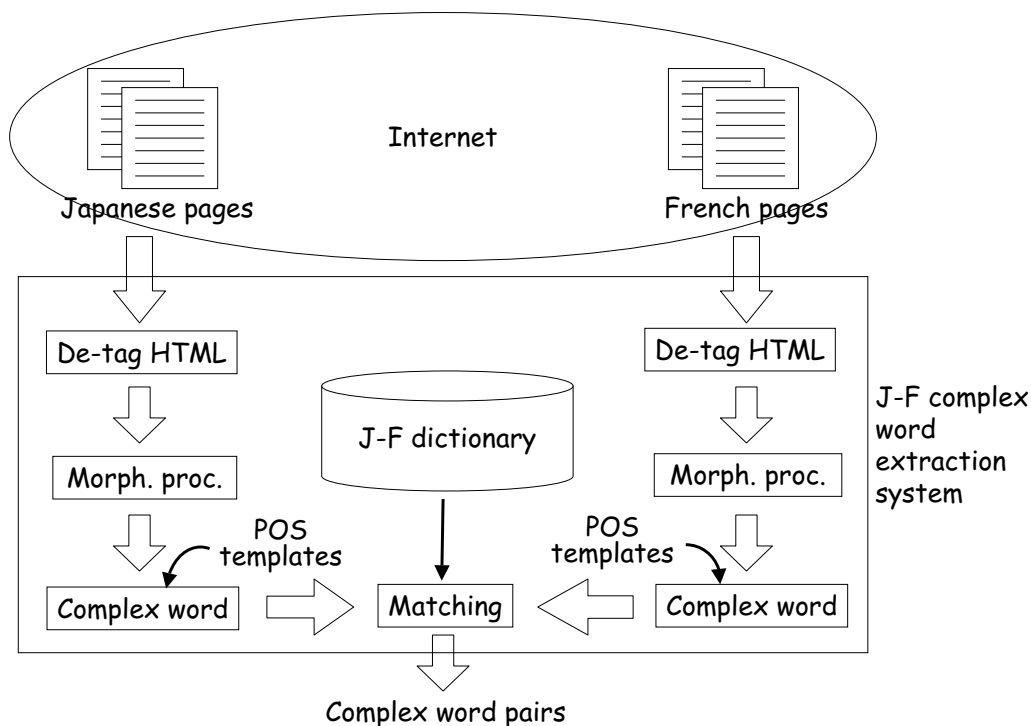 Internet
Japanese pages
French pages
De-tag HTML
De-tag HTML
J-F dictionary
J-F complex
word
extraction
system
Morph. proc.
Morph. proc.
POS
templates
POS
templates
Complex word
Matching
Complex word
Complex word pairs